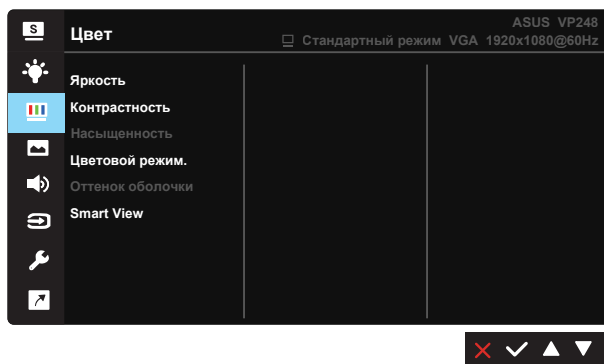 S
Цвет
ASUS VP248
Стандартный режим VGA 1920x1080@60Hz
Яркость
Контрастность
Насыщенность
Цветовой режим.
Оттенок оболочки
Smart View